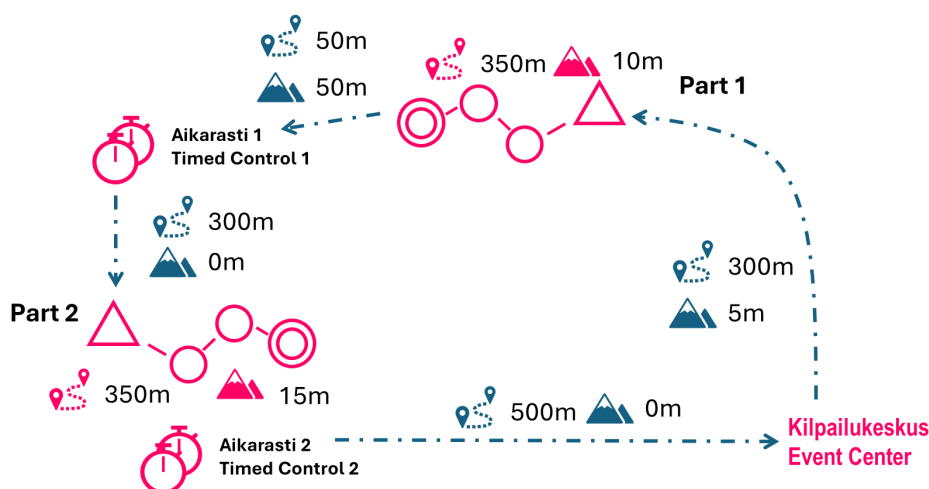 50m
50m
350m
10m
Part 1
Aikarasti 1
Timed Control 1
300m
0m
300m
5m
Part 2
350m
15m
500m
0m
Aikarasti 2
Timed Control 2
Kilpailukeskus
Event Center